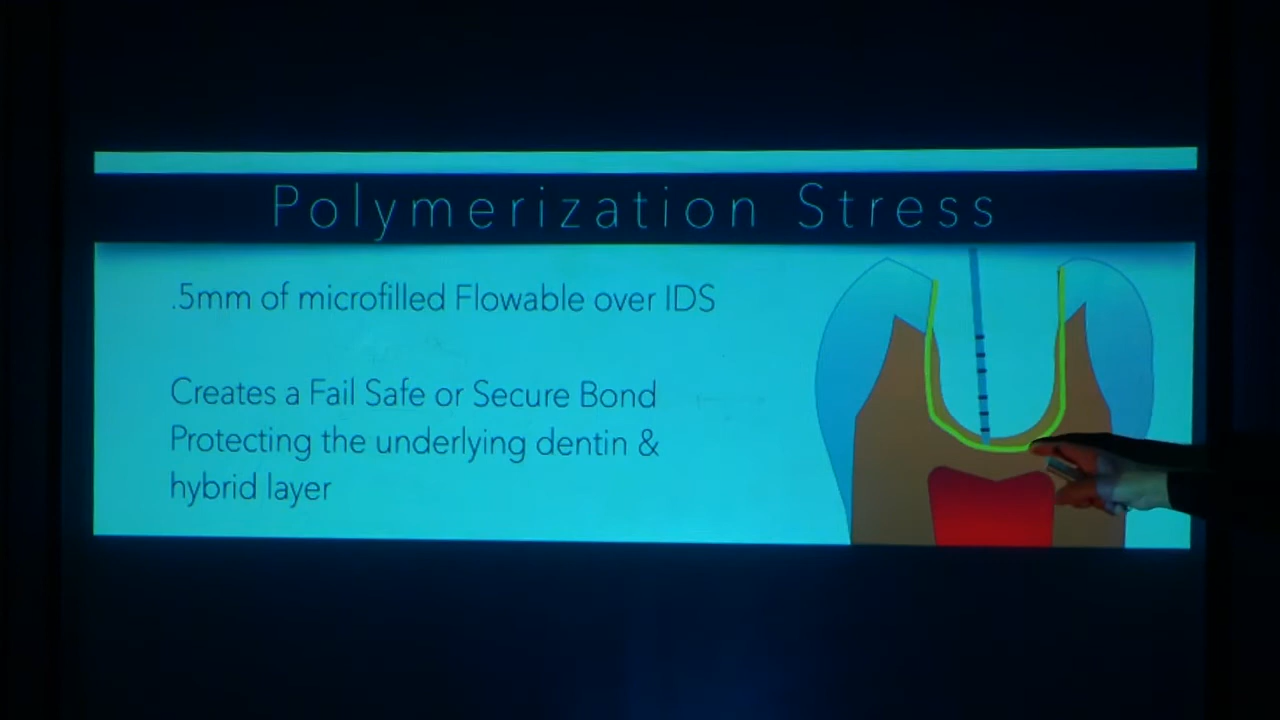 Polymerization Stress
.5mm of microfilled Flowable over IDS
Creates a Fail Safe or Secure Bond
Protecting the underlying dentin &
hybrid layer